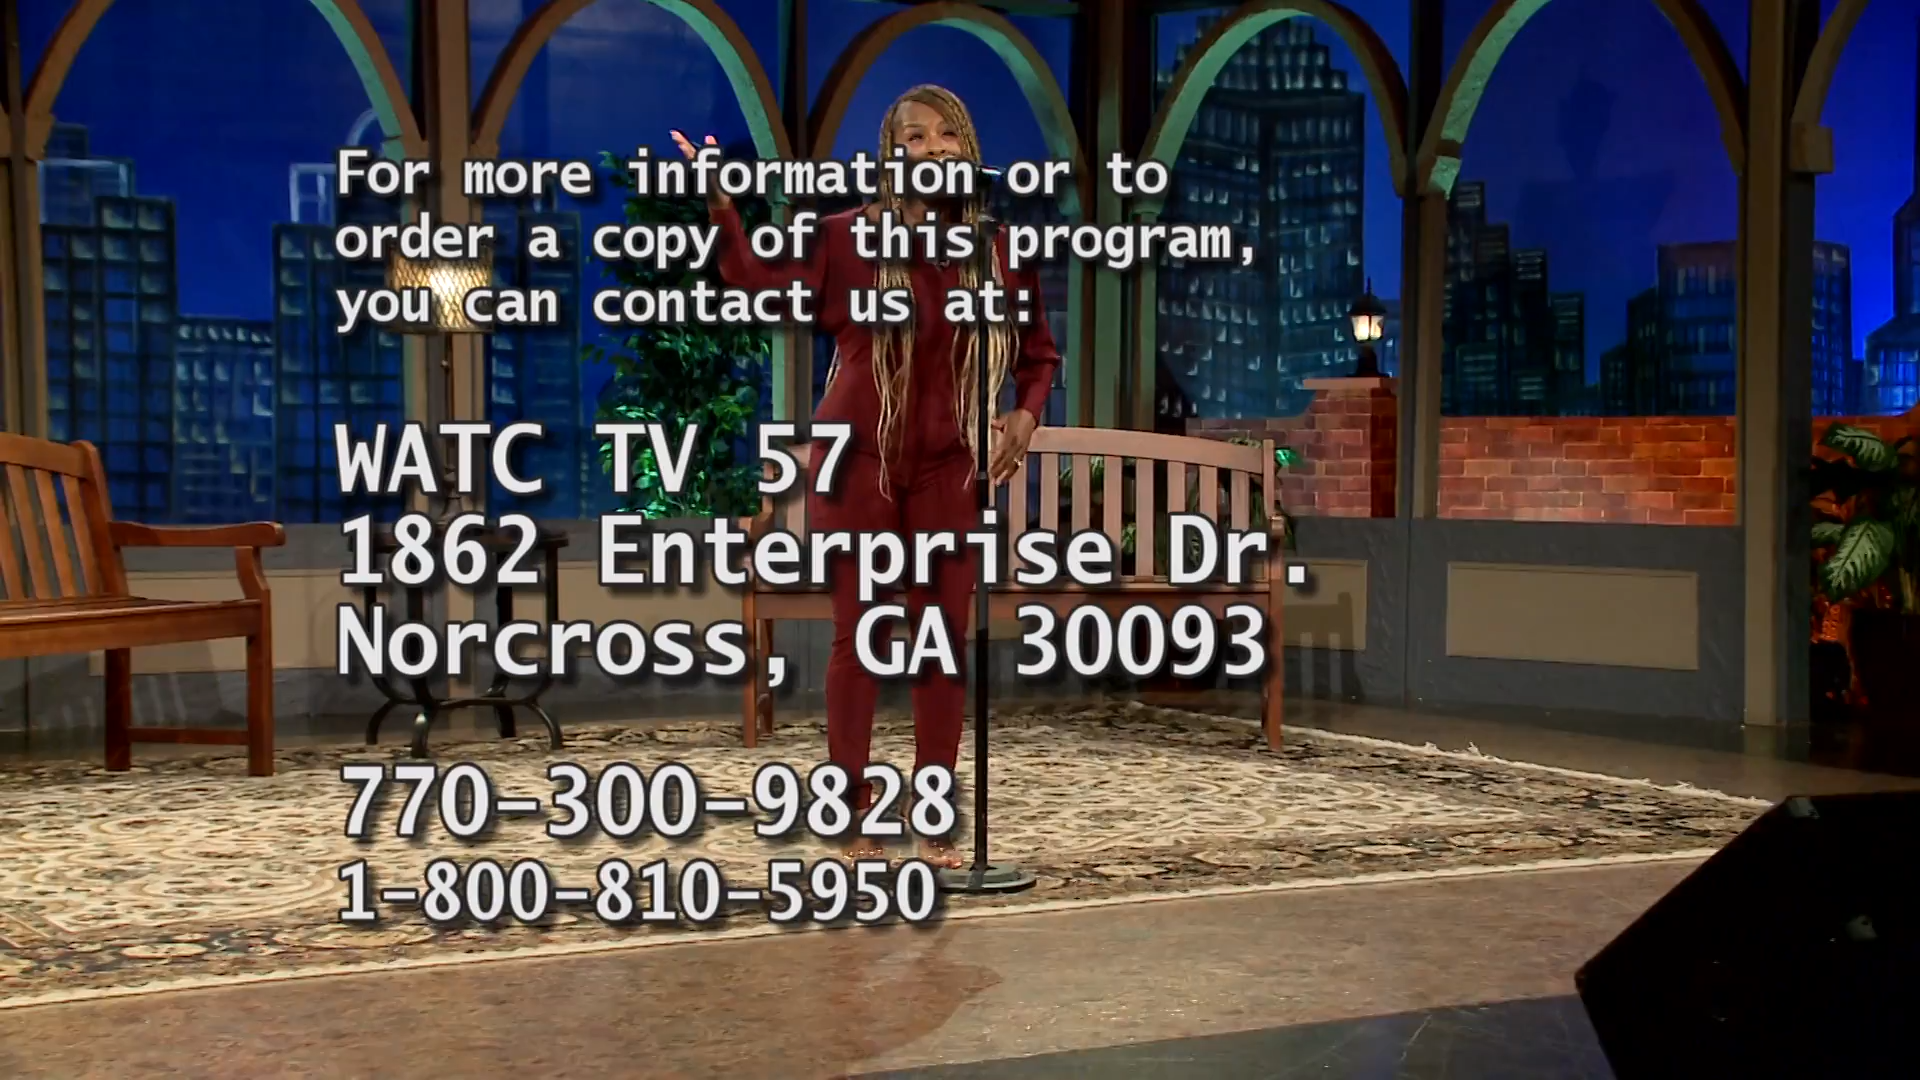 For more information or to
order a copy of this program,
you can contact us at:
WATC TV 57
1862 Enterprise Dr.
Norcross, GA 30093
770-300-9828
1-800-810-5950